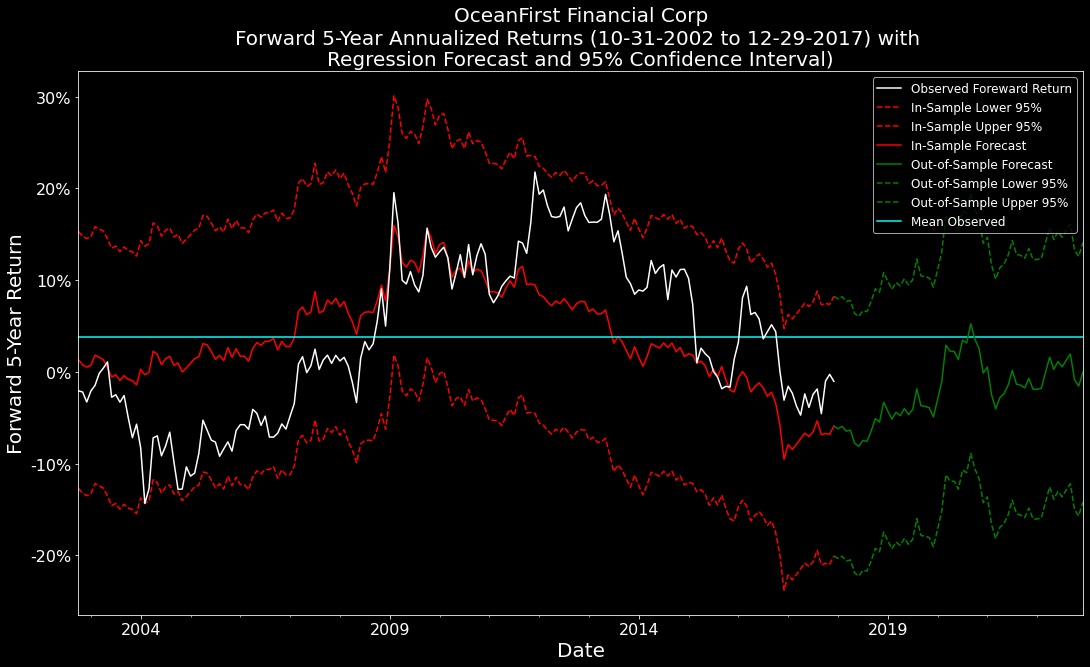 OceanFirst Financial Corp
Forward 5-Year Annualized Returns (10-31-2002 to 12-29-2017) with
Regression Forecast and 95% Confidence Interval)
Observed Foreward Return
In-Sample Lower 95%
In-Sample Upper 95%
In-Sample Forecast
Out-of-Sample Forecast
Out-of-Sample Lower 95%
Out-of-Sample Upper 95%
Mean Observed
Forward 5-Year Return
30%
20%
10%
0%
-10%
-20%
2004
2009
2014
2019
Date